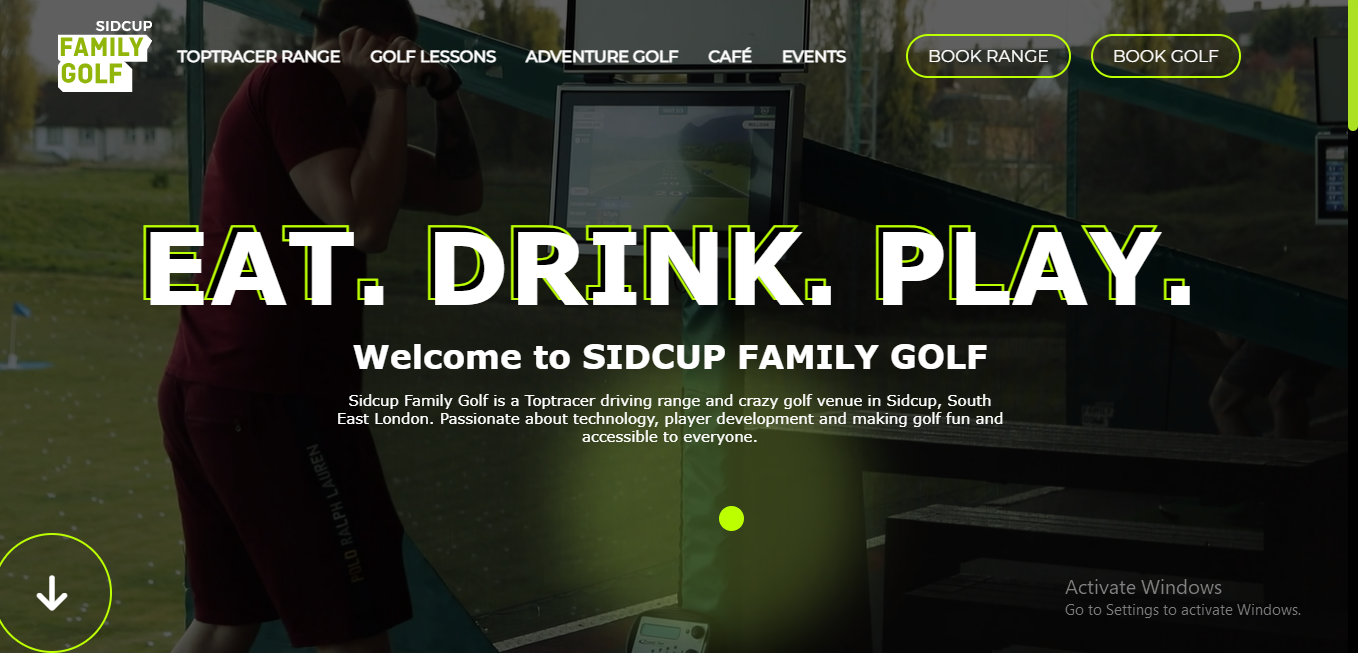 SIDCUP
FAMILY
GOLF
TOPTRACER RANGE
GOLF LESSONS
ADVENTURE GOLF
CAFÉ
EVENTS
BOOK RANGE
BOOK GOLF
EAT. DRINK. PLAY.
Welcome to SIDCUP FAMILY GOLF
Sidcup Family Golf is a Toptracer driving range and crazy golf venue in Sidcup, South
East London. Passionate about technology, player development and making golf fun and
accessible to everyone.
POLO RALPH LAUREN
Activate Windows
Go to Settings to activate Windows.